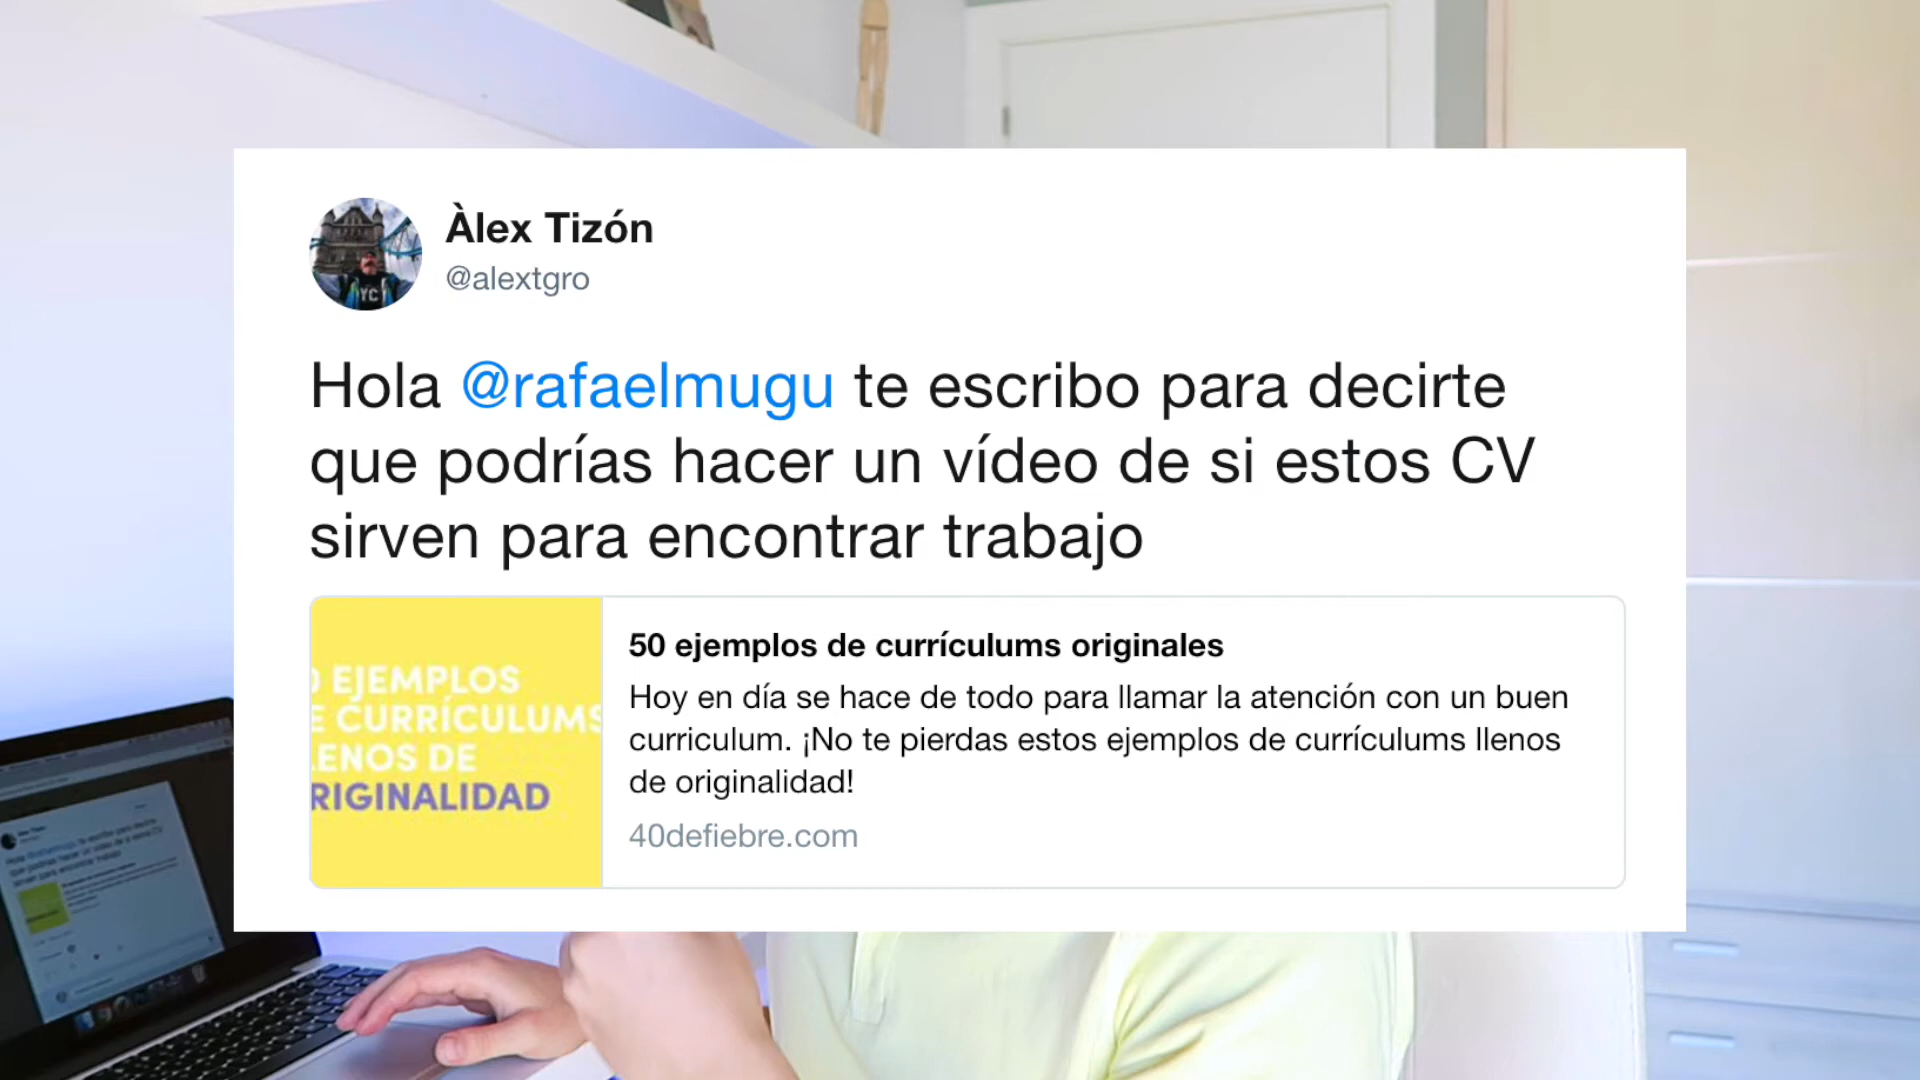 Àlex Tizón
@alextgro
Hola @rafaelmugu te escribo para decirte
que podrías hacer un vídeo de si estos CV
sirven para encontrar trabajo
EJEMPLOS
CURRÍCULUMS
DE
50 ejemplos de currículums originales
Hoy en día se hace de todo para llamar la atención con un buen
curriculum. ¡No te pierdas estos ejemplos de currículums llenos
de originalidad!
40defiebre.com